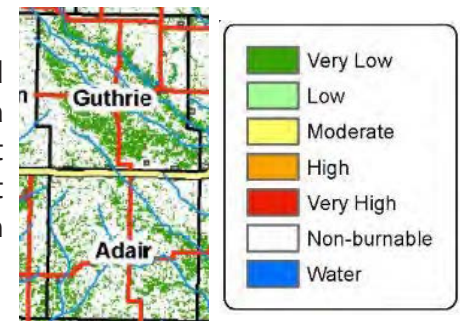 Guthrie
Adair
Very Low
Low
Moderate
High
Very High
Non-burnable
Water